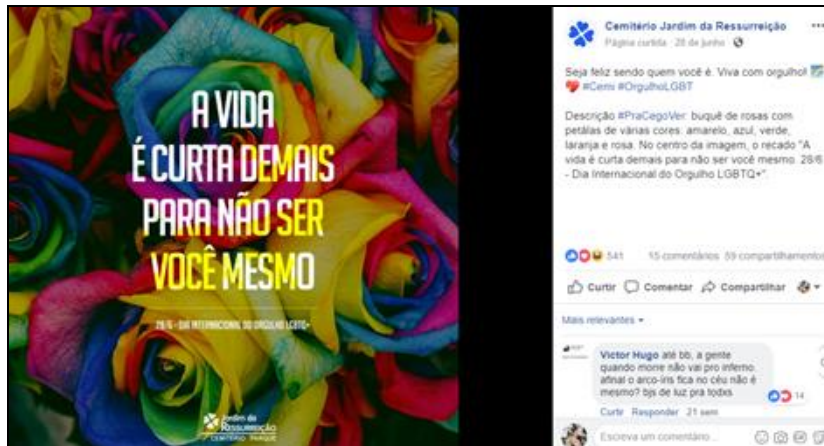 A VIDA
É CURTA DEMAIS
PARA NÃO SER
VOCÊ MESMO
28/6 - DIA INTERNACIONAL DO ORGULHO LGBTQ+
Jardim da
RESSURREIÇÃO
CEMITÉRIO PARQUE
Cemitério Jardim da Ressurreição
Página curtida · 28 de junho ·
Seja feliz sendo quem você é. Viva com orgulho!
#Cemi #OrgulhoLGBT
Descrição #PraCegoVer: buquê de rosas com
petálas de várias cores: amarelo, azul, verde,
laranja e rosa. No centro da imagem, o recado "A
vida é curta demais para não ser você mesmo. 28/6
- Dia Internacional do Orgulho LGBTQ+".
541 15 comentários 59 compartilhamentos
Curtir Comentar Compartilhar
Mais relevantes
Victor Hugo até bb, a gente
quando morre não vai pro inferno.
afinal o arco-íris fica no céu não é
mesmo? bjs de luz pra todxs
14
Curtir Responder 21 sem
Escreva um comentário...